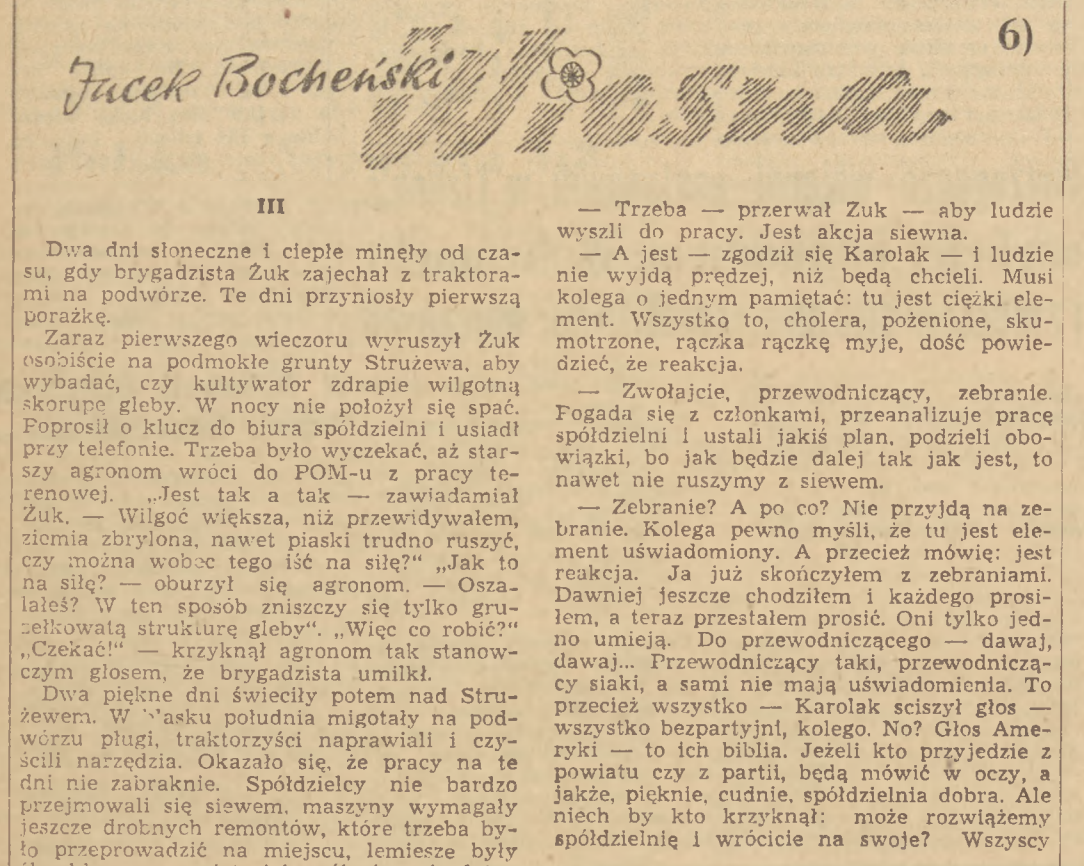 6)
Jacek Bocheński
Wiosna
III
Dwa dni słoneczne i ciepłe minęły od cza-
su, gdy brygadzista Żuk zajechał z traktora-
mi na podwórze. Te dni przyniosły pierwszą
porażkę.
Zaraz pierwszego wieczoru wyruszył Żuk
osobiście na podmokłe grunty Strużewa, aby
wybadać, czy kultywator zdrapie wilgotną
skorupę gleby. W nocy nie położył się spać.
Poprosił o klucz do biura spółdzielni i usiadł
przy telefonie. Trzeba było wyczekać, aż star-
szy agronom wróci do POM-u z pracy te-
renowej. „Jest tak a tak — zawiadamiał
Żuk. — Wilgoć większa, niż przewidywałem,
ziemia zbrylona, nawet piaski trudno ruszyć,
czy można wobec tego iść na siłę?“ „Jak to
na siłę? — oburzył się agronom. — Osza-
lałeś? W ten sposób zniszczy się tylko gru-
zełkowatą strukturę gleby“. „Więc co robić?“
„Czekać!“ — krzyknął agronom tak stanow-
czym głosem, że brygadzista umilkł.
Dwa piękne dni świeciły potem nad Stru-
żewem. W blasku południa migotały na pod-
wórzu pługi, traktorzyści naprawiali i czy-
ścili narzędzia. Okazało się, że pracy na te
dni nie zabraknie. Spółdzielcy nie bardzo
przejmowali się siewem, maszyny wymagały
jeszcze drobnych remontów, które trzeba by-
ło przeprowadzić na miejscu, lemiesze były
— Trzeba — przerwał Żuk — aby ludzie
wyszli do pracy. Jest akcja siewna.
— A jest — zgodził się Karolak — i ludzie
nie wyjdą prędzej, niż będą chcieli. Musi
kolega o jednym pamiętać: tu jest ciężki ele-
ment. Wszystko to, cholera, pożenione, sku-
motrzone, rączka rączkę myje, dość powie-
dzieć, że reakcja.
— Zwołajcie, przewodniczący, zebranie.
Pogada się z członkami, przeanalizuje pracę
spółdzielni i ustali jakiś plan, podzieli obo-
wiązki, bo jak będzie dalej tak jak jest, to
nawet nie ruszymy z siewem.
— Zebranie? A po co? Nie przyjdą na ze-
branie. Kolega pewno myśli, że tu jest ele-
ment uświadomiony. A przecież mówię: jest
reakcja. Ja już skończyłem z zebraniami.
Dawniej jeszcze chodziłem i każdego prosi-
łem, a teraz przestałem prosić. Oni tylko jed-
no umieją. Do przewodniczącego — dawaj,
dawaj... Przewodniczący taki, przewodniczą-
cy siaki, a sami nie mają uświadomienia. To
przecież wszystko — Karolak sciszył głos —
wszystko bezpartyjni, kolego. No? Głos Ame-
ryki — to ich biblia. Jeżeli kto przyjedzie z
powiatu czy z partii, będą mówić w oczy, a
jakże, pięknie, cudnie, spółdzielnia dobra. Ale
niech by kto krzyknął: może rozwiążemy
spółdzielnię i wrócicie na swoje? Wszyscy